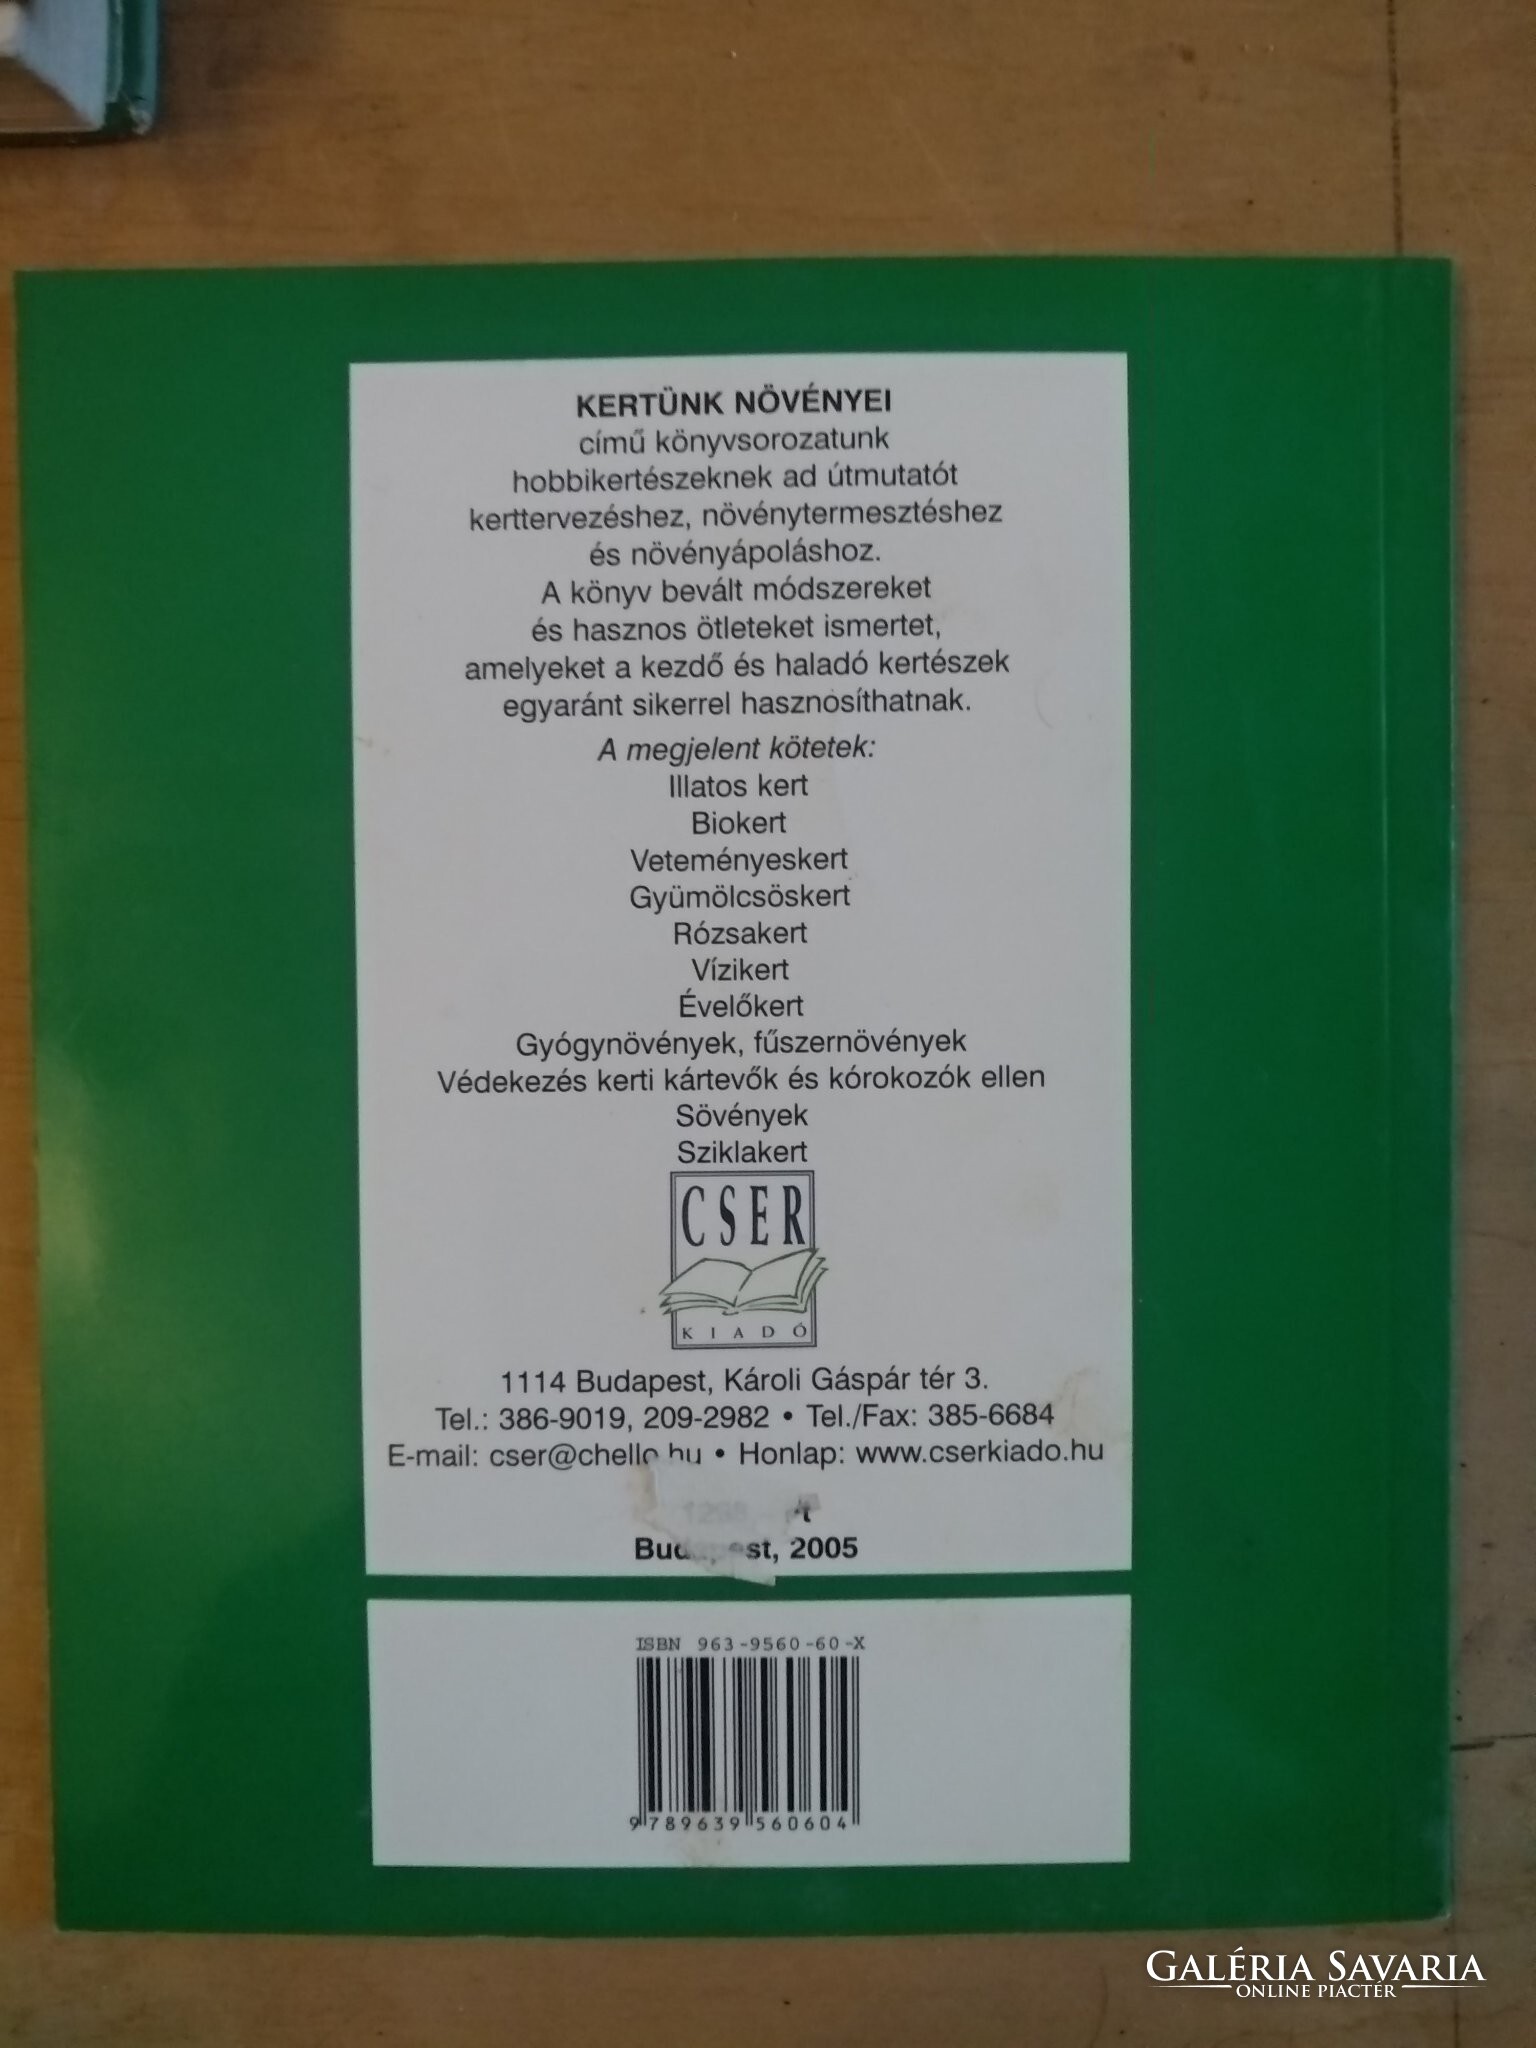 KERTÜNK NÖVÉNYEI
című könyvsorozatunk
hobbikertészeknek ad útmutatót
kerttervezéshez, növénytermesztéshez
és növényápoláshoz.
A könyv bevált módszereket
és hasznos ötleteket ismertet,
amelyeket a kezdő és haladó kertészek
egyaránt sikerrel hasznosíthatnak.
A megjelent kötetek:
Illatos kert
Biokert
Veteményeskert
Gyümölcsöskert
Rózsakert
Vízikert
Évelőkert
Gyógynövények, fűszernövények
Védekezés kerti kártevők és kórokozók ellen
Sövények
Sziklakert
CSER
KIADÓ
1114 Budapest, Károli Gáspár tér 3.
Tel.: 386-9019, 209-2982 • Tel./Fax: 385-6684
E-mail: cser@chello.hu • Honlap: www.cserkiado.hu
Budapest, 2005
ISBN 963-9560-60-X
9 789639 560604
GALÉRIA SAVARIA
ONLINE PIACTÉR